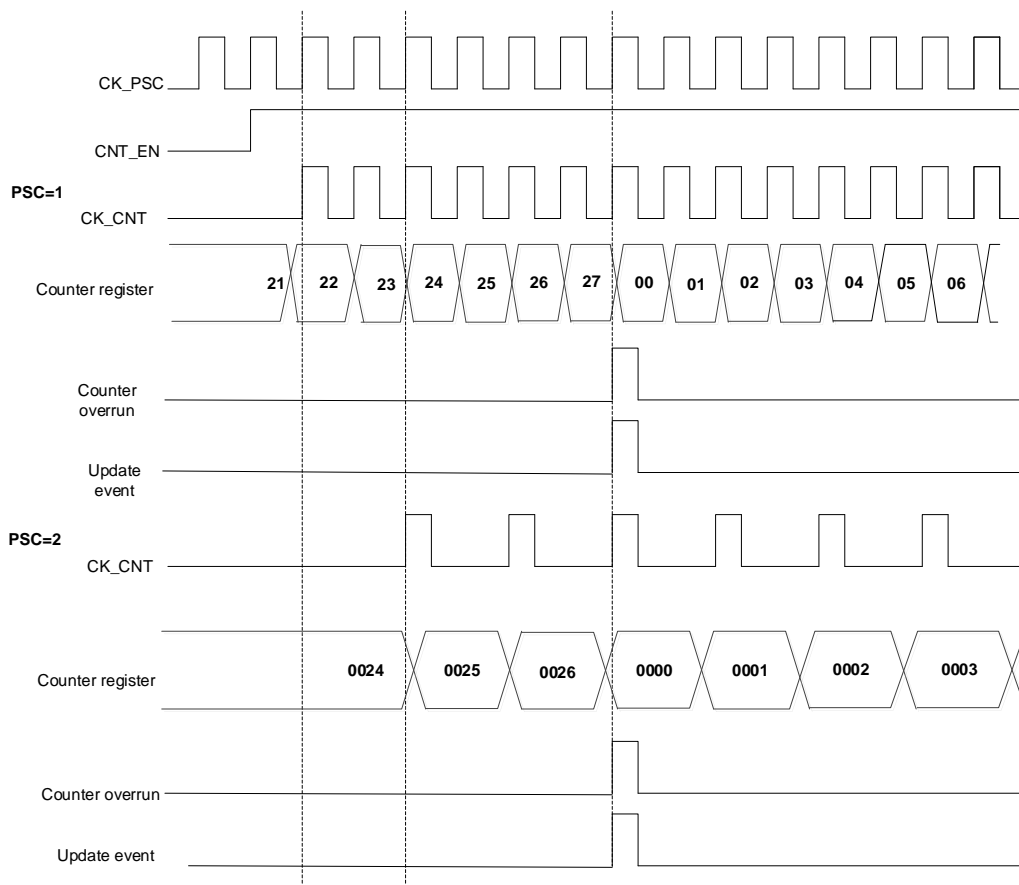 CK_PSC
CNT_EN
PSC=1
CK_CNT
Counter register
21 22 23 24 25 26 27 00 01 02 03 04 05 06
Counter
overrun
Update
event
PSC=2
CK_CNT
Counter register
0024 0025 0026 0000 0001 0002 0003
Counter overrun
Update event